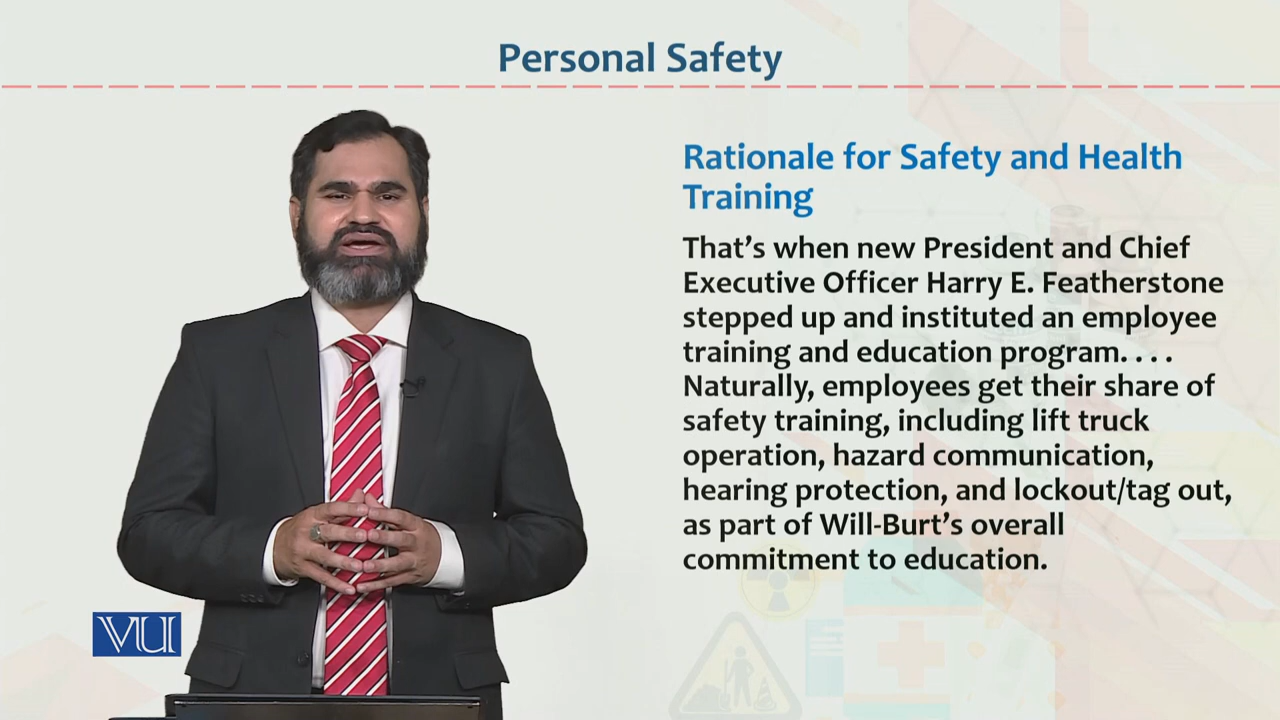 Personal Safety
Rationale for Safety and Health
Training
That’s when new President and Chief
Executive Officer Harry E. Featherstone
stepped up and instituted an employee
training and education program. . . .
Naturally, employees get their share of
safety training, including lift truck
operation, hazard communication,
hearing protection, and lockout/tag out,
as part of Will-Burt’s overall
commitment to education.
VU